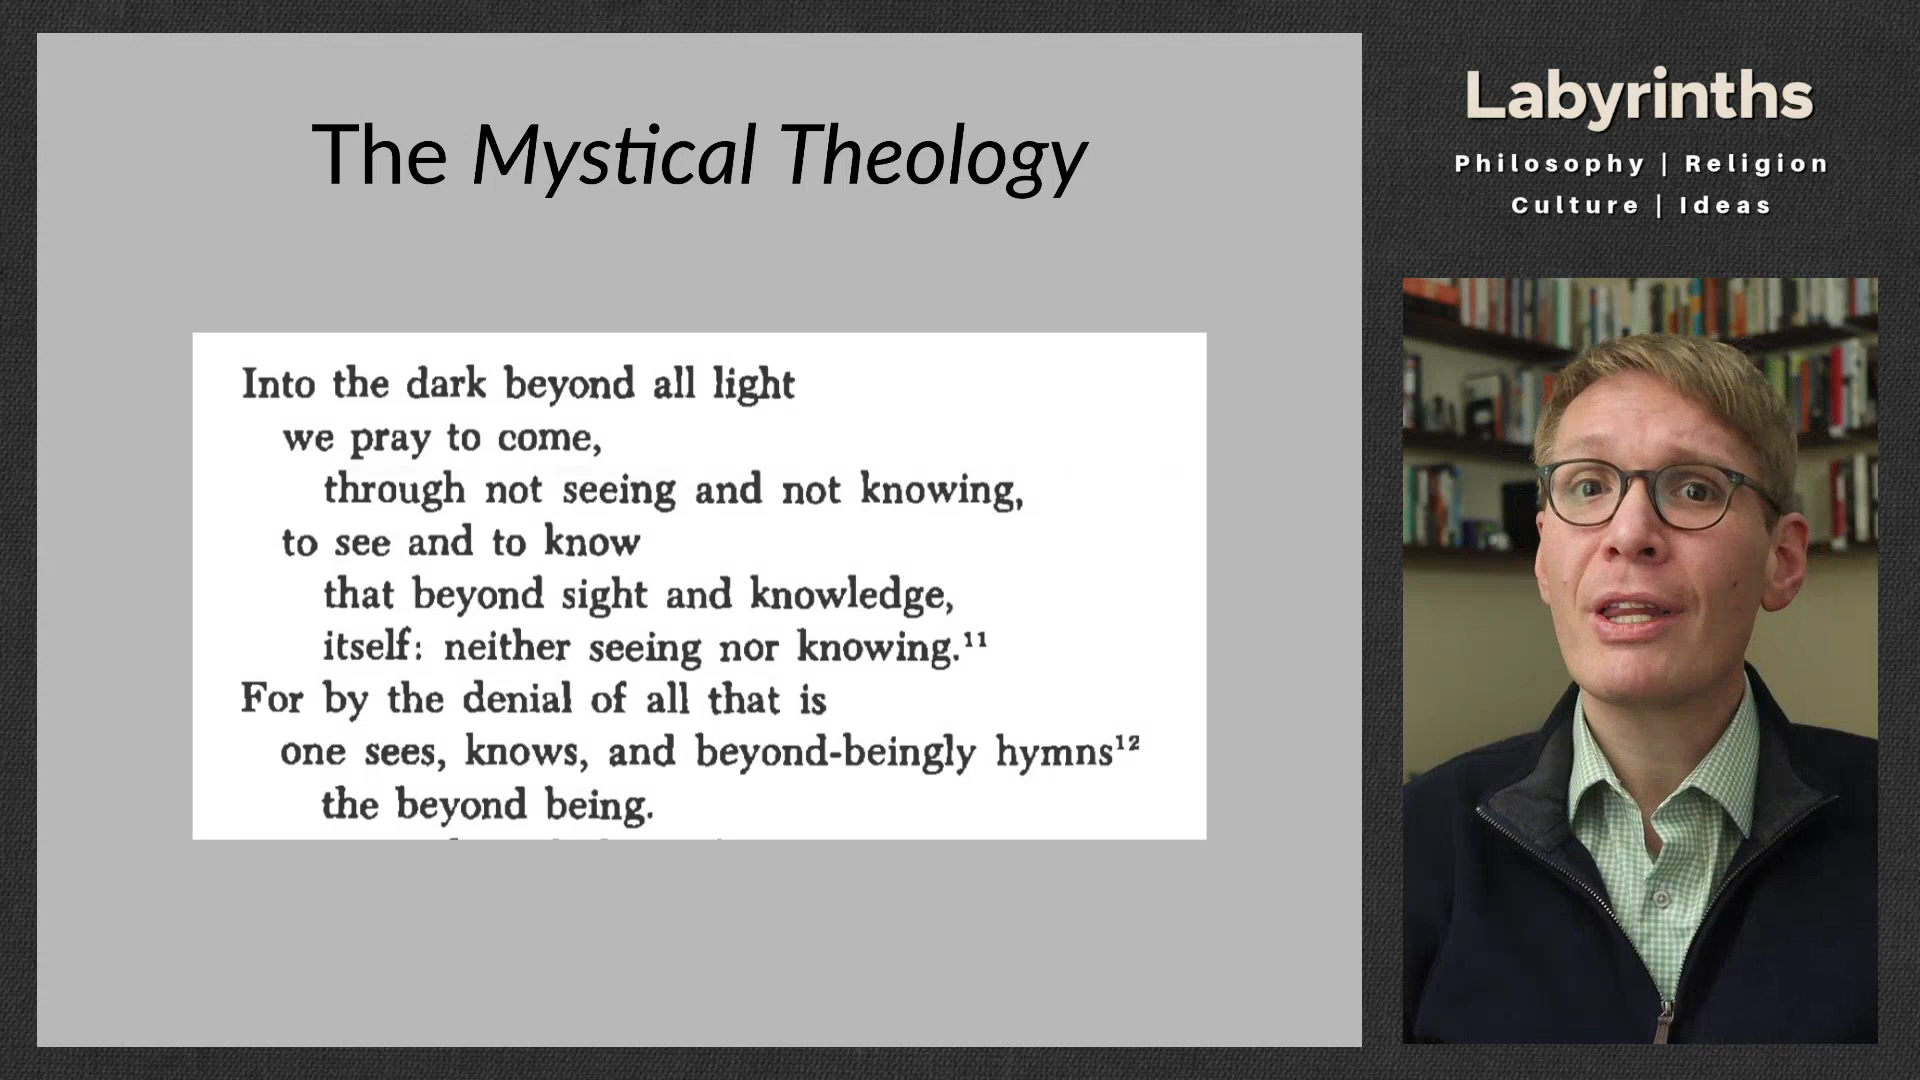 The Mystical Theology
Into the dark beyond all light
we pray to come,
through not seeing and not knowing,
to see and to know
that beyond sight and knowledge,
itself: neither seeing nor knowing.¹¹
For by the denial of all that is
one sees, knows, and beyond-beingly hymns¹²
the beyond being.
Labyrinths
Philosophy | Religion
Culture | Ideas